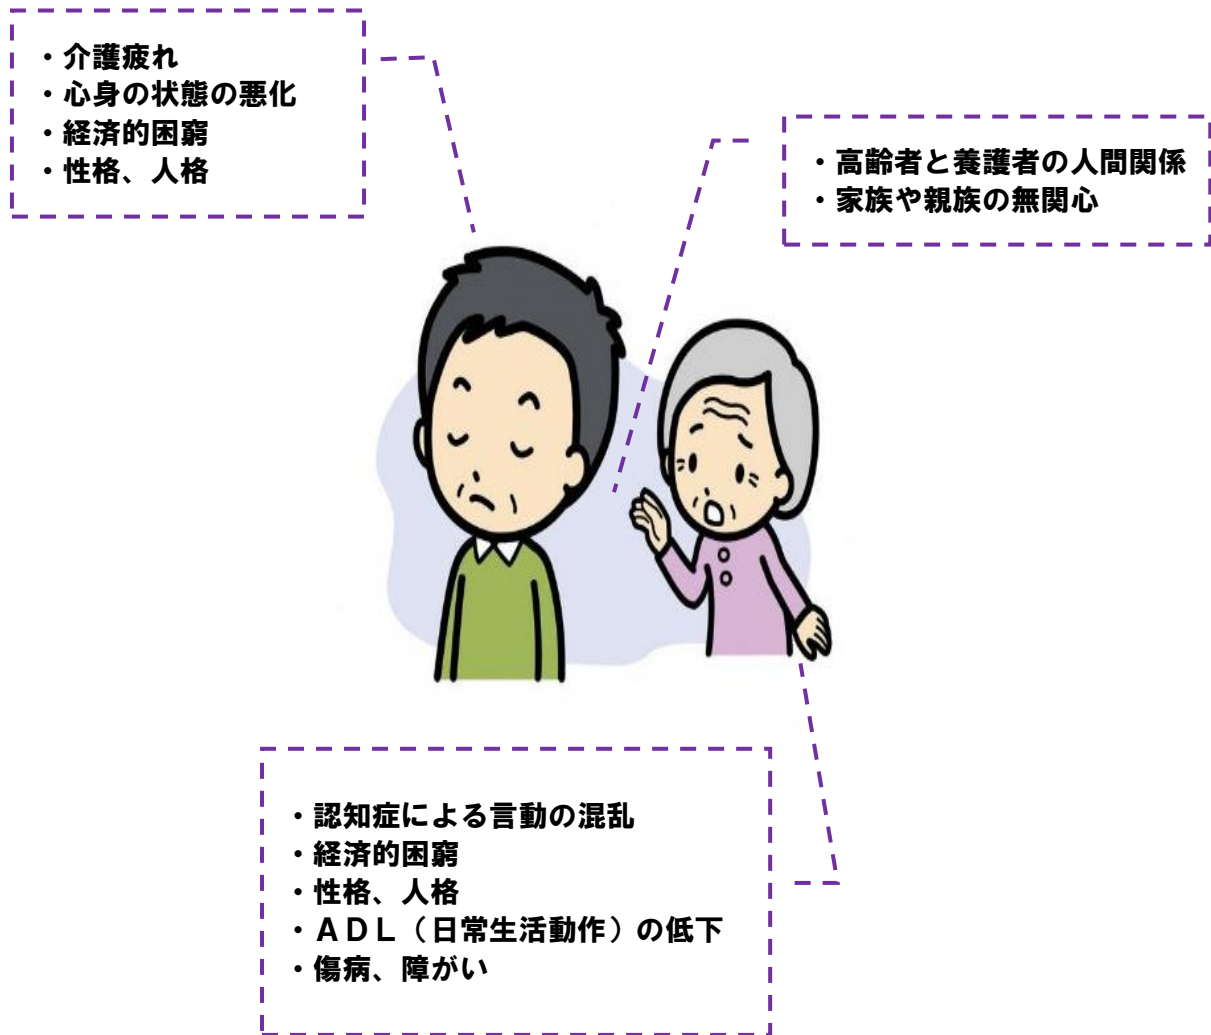 ・介護疲れ
・心身の状態の悪化
・経済的困窮
・性格、人格
・高齢者と養護者の人間関係
・家族や親族の無関心
・認知症による言動の混乱
・経済的困窮
・性格、人格
・ＡＤＬ（日常生活動作）の低下
・傷病、障がい